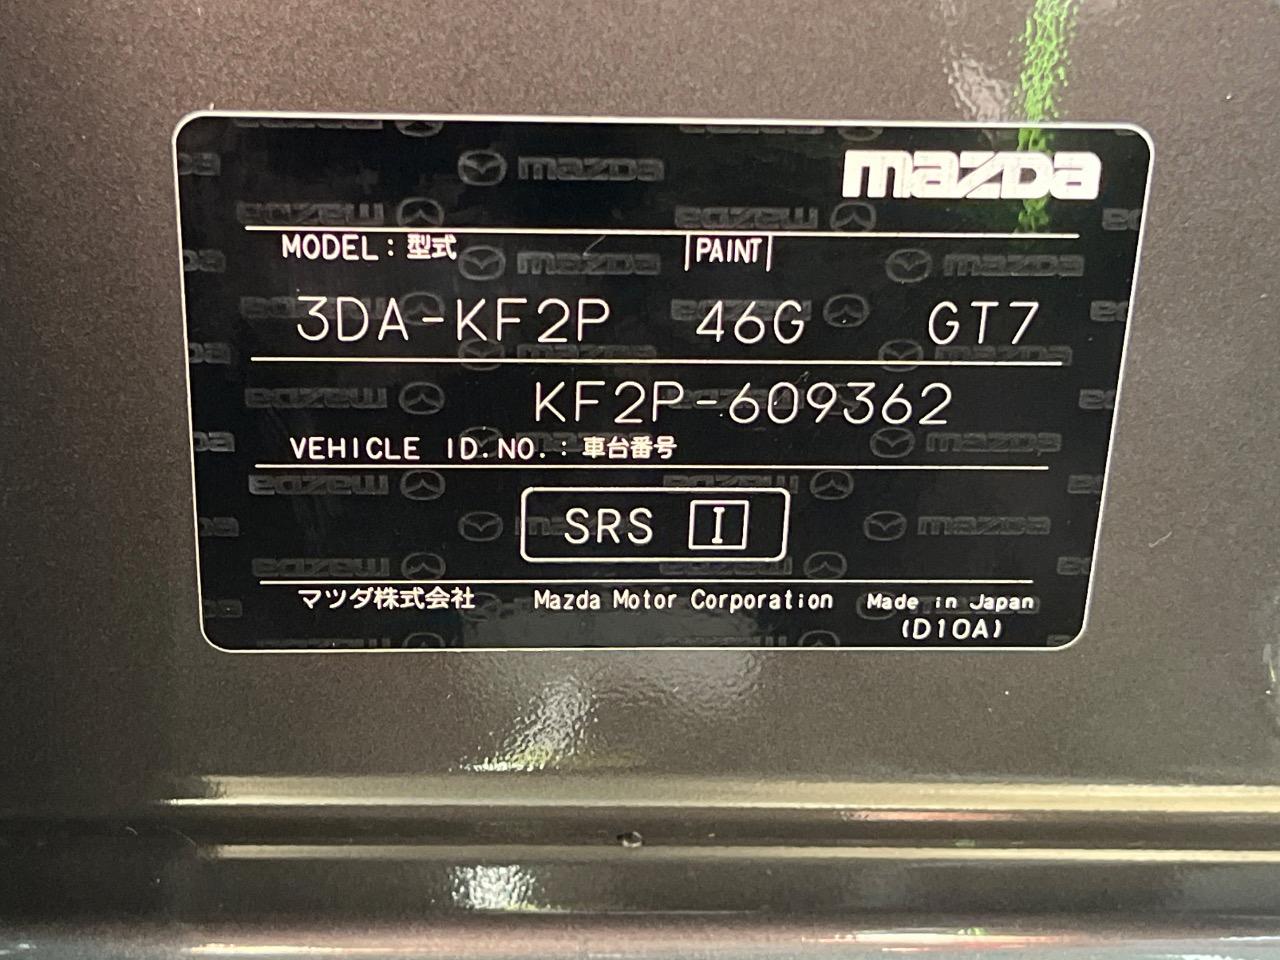 mazda
MODEL : 型式 PAINT
3DA-KF2P 46G GT7
KF2P-609362
VEHICLE ID.NO. : 車台番号
SRS I
マツダ株式会社 Mazda Motor Corporation Made in Japan
(D10A)